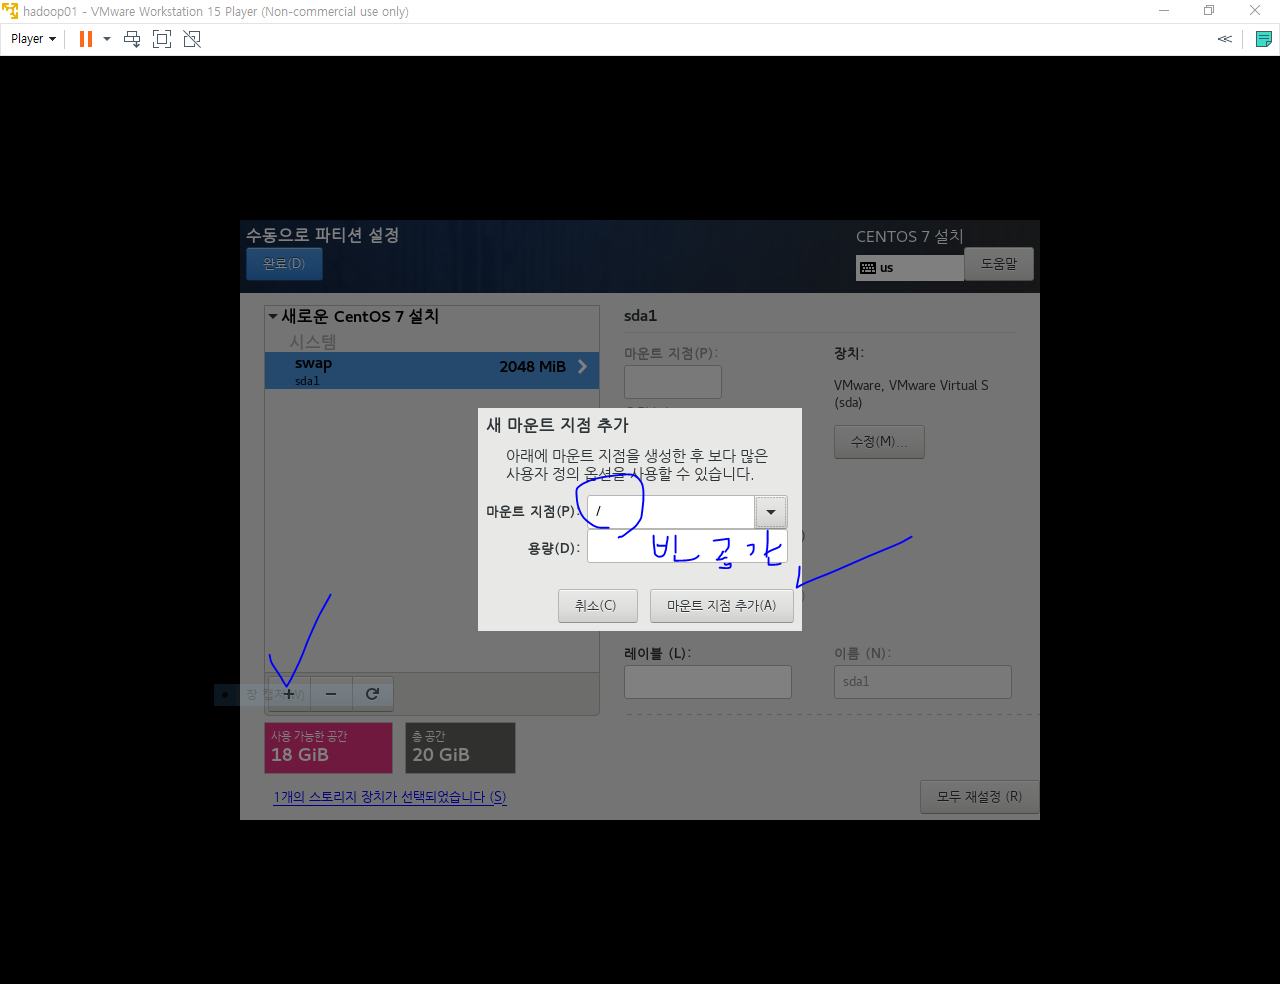 hadoop01 - VMware Workstation 15 Player (Non-commercial use only)
Player
수동으로 파티션 설정
완료(D)
CENTOS 7 설치
us
도움말
새로운 CentOS 7 설치
시스템
swap
2048 MiB
sda1
sda1
마운트 지점(P):
장치:
VMware, VMware Virtual S
(sda)
수정(M)...
새 마운트 지점 추가
아래에 마운트 지점을 생성한 후 보다 많은
사용자 정의 옵션을 사용할 수 있습니다.
마운트 지점(P): /
용량(D):
빈 공간
취소(C)
마운트 지점 추가(A)
레이블 (L):
이름 (N):
sda1
+ −
사용 가능한 공간
18 GiB
총 공간
20 GiB
1개의 스토리지 장치가 선택되었습니다 (S)
모두 재설정 (R)